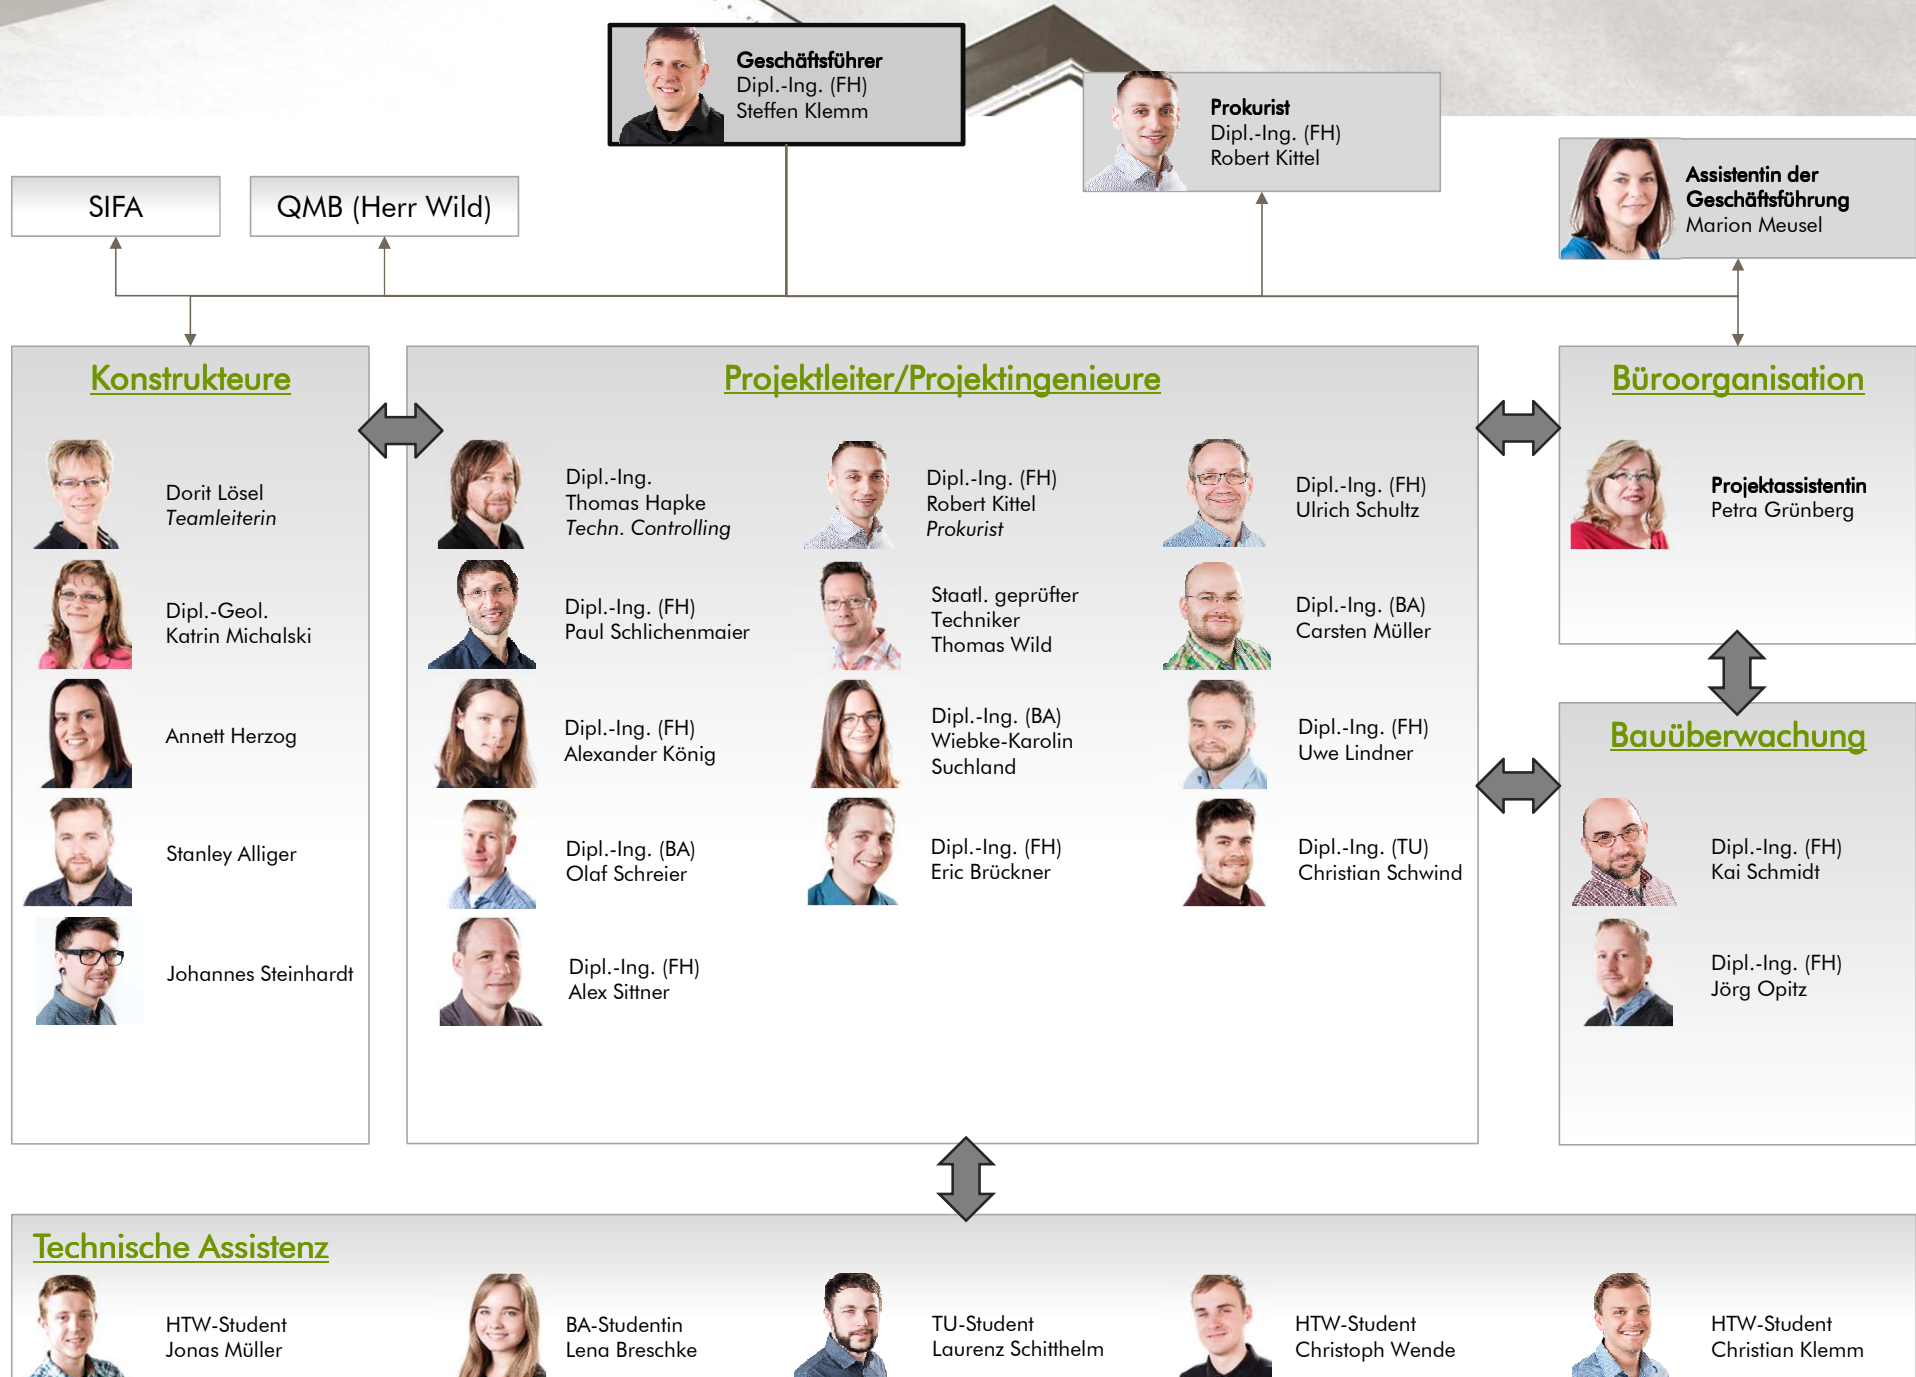 Geschäftsführer
Dipl.-Ing. (FH)
Steffen Klemm
Prokurist
Dipl.-Ing. (FH)
Robert Kittel
Assistentin der
Geschäftsführung
Marion Meusel
SIFA
QMB (Herr Wild)
Konstrukteure
Dorit Lösel
Teamleiterin
Dipl.-Geol.
Katrin Michalski
Annett Herzog
Stanley Alliger
Johannes Steinhardt
Projektleiter/Projektingenieure
Dipl.-Ing.
Thomas Hapke
Techn. Controlling
Dipl.-Ing. (FH)
Robert Kittel
Prokurist
Dipl.-Ing. (FH)
Ulrich Schultz
Dipl.-Ing. (FH)
Paul Schlichenmaier
Staatl. geprüfter
Techniker
Thomas Wild
Dipl.-Ing. (BA)
Carsten Müller
Dipl.-Ing. (FH)
Alexander König
Dipl.-Ing. (BA)
Wiebke-Karolin
Suchland
Dipl.-Ing. (FH)
Uwe Lindner
Dipl.-Ing. (BA)
Olaf Schreier
Dipl.-Ing. (FH)
Eric Brückner
Dipl.-Ing. (TU)
Christian Schwind
Dipl.-Ing. (FH)
Alex Sittner
Büroorganisation
Projektassistentin
Petra Grünberg
Bauüberwachung
Dipl.-Ing. (FH)
Kai Schmidt
Dipl.-Ing. (FH)
Jörg Opitz
Technische Assistenz
HTW-Student
Jonas Müller
BA-Studentin
Lena Breschke
TU-Student
Laurenz Schitthelm
HTW-Student
Christoph Wende
HTW-Student
Christian Klemm